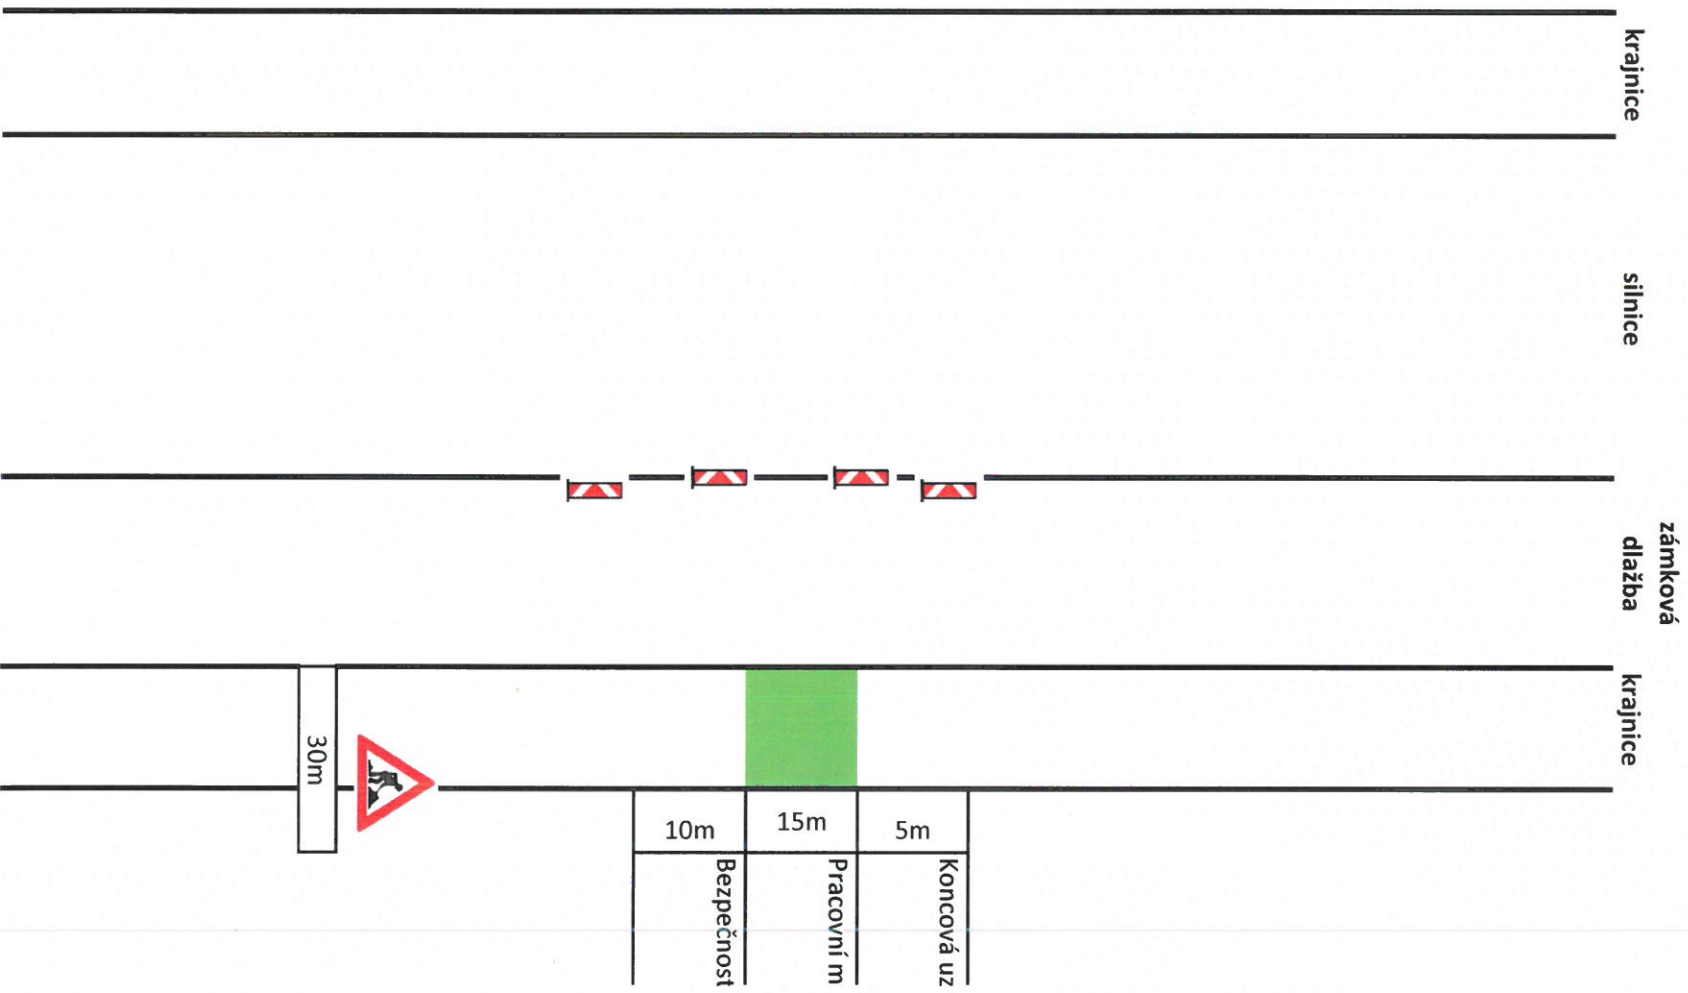 krajnice
silnice
zámková
dlažba
krajnice
30m
10m
15m
5m
Bezpečnost
Pracovní m
Koncová uz